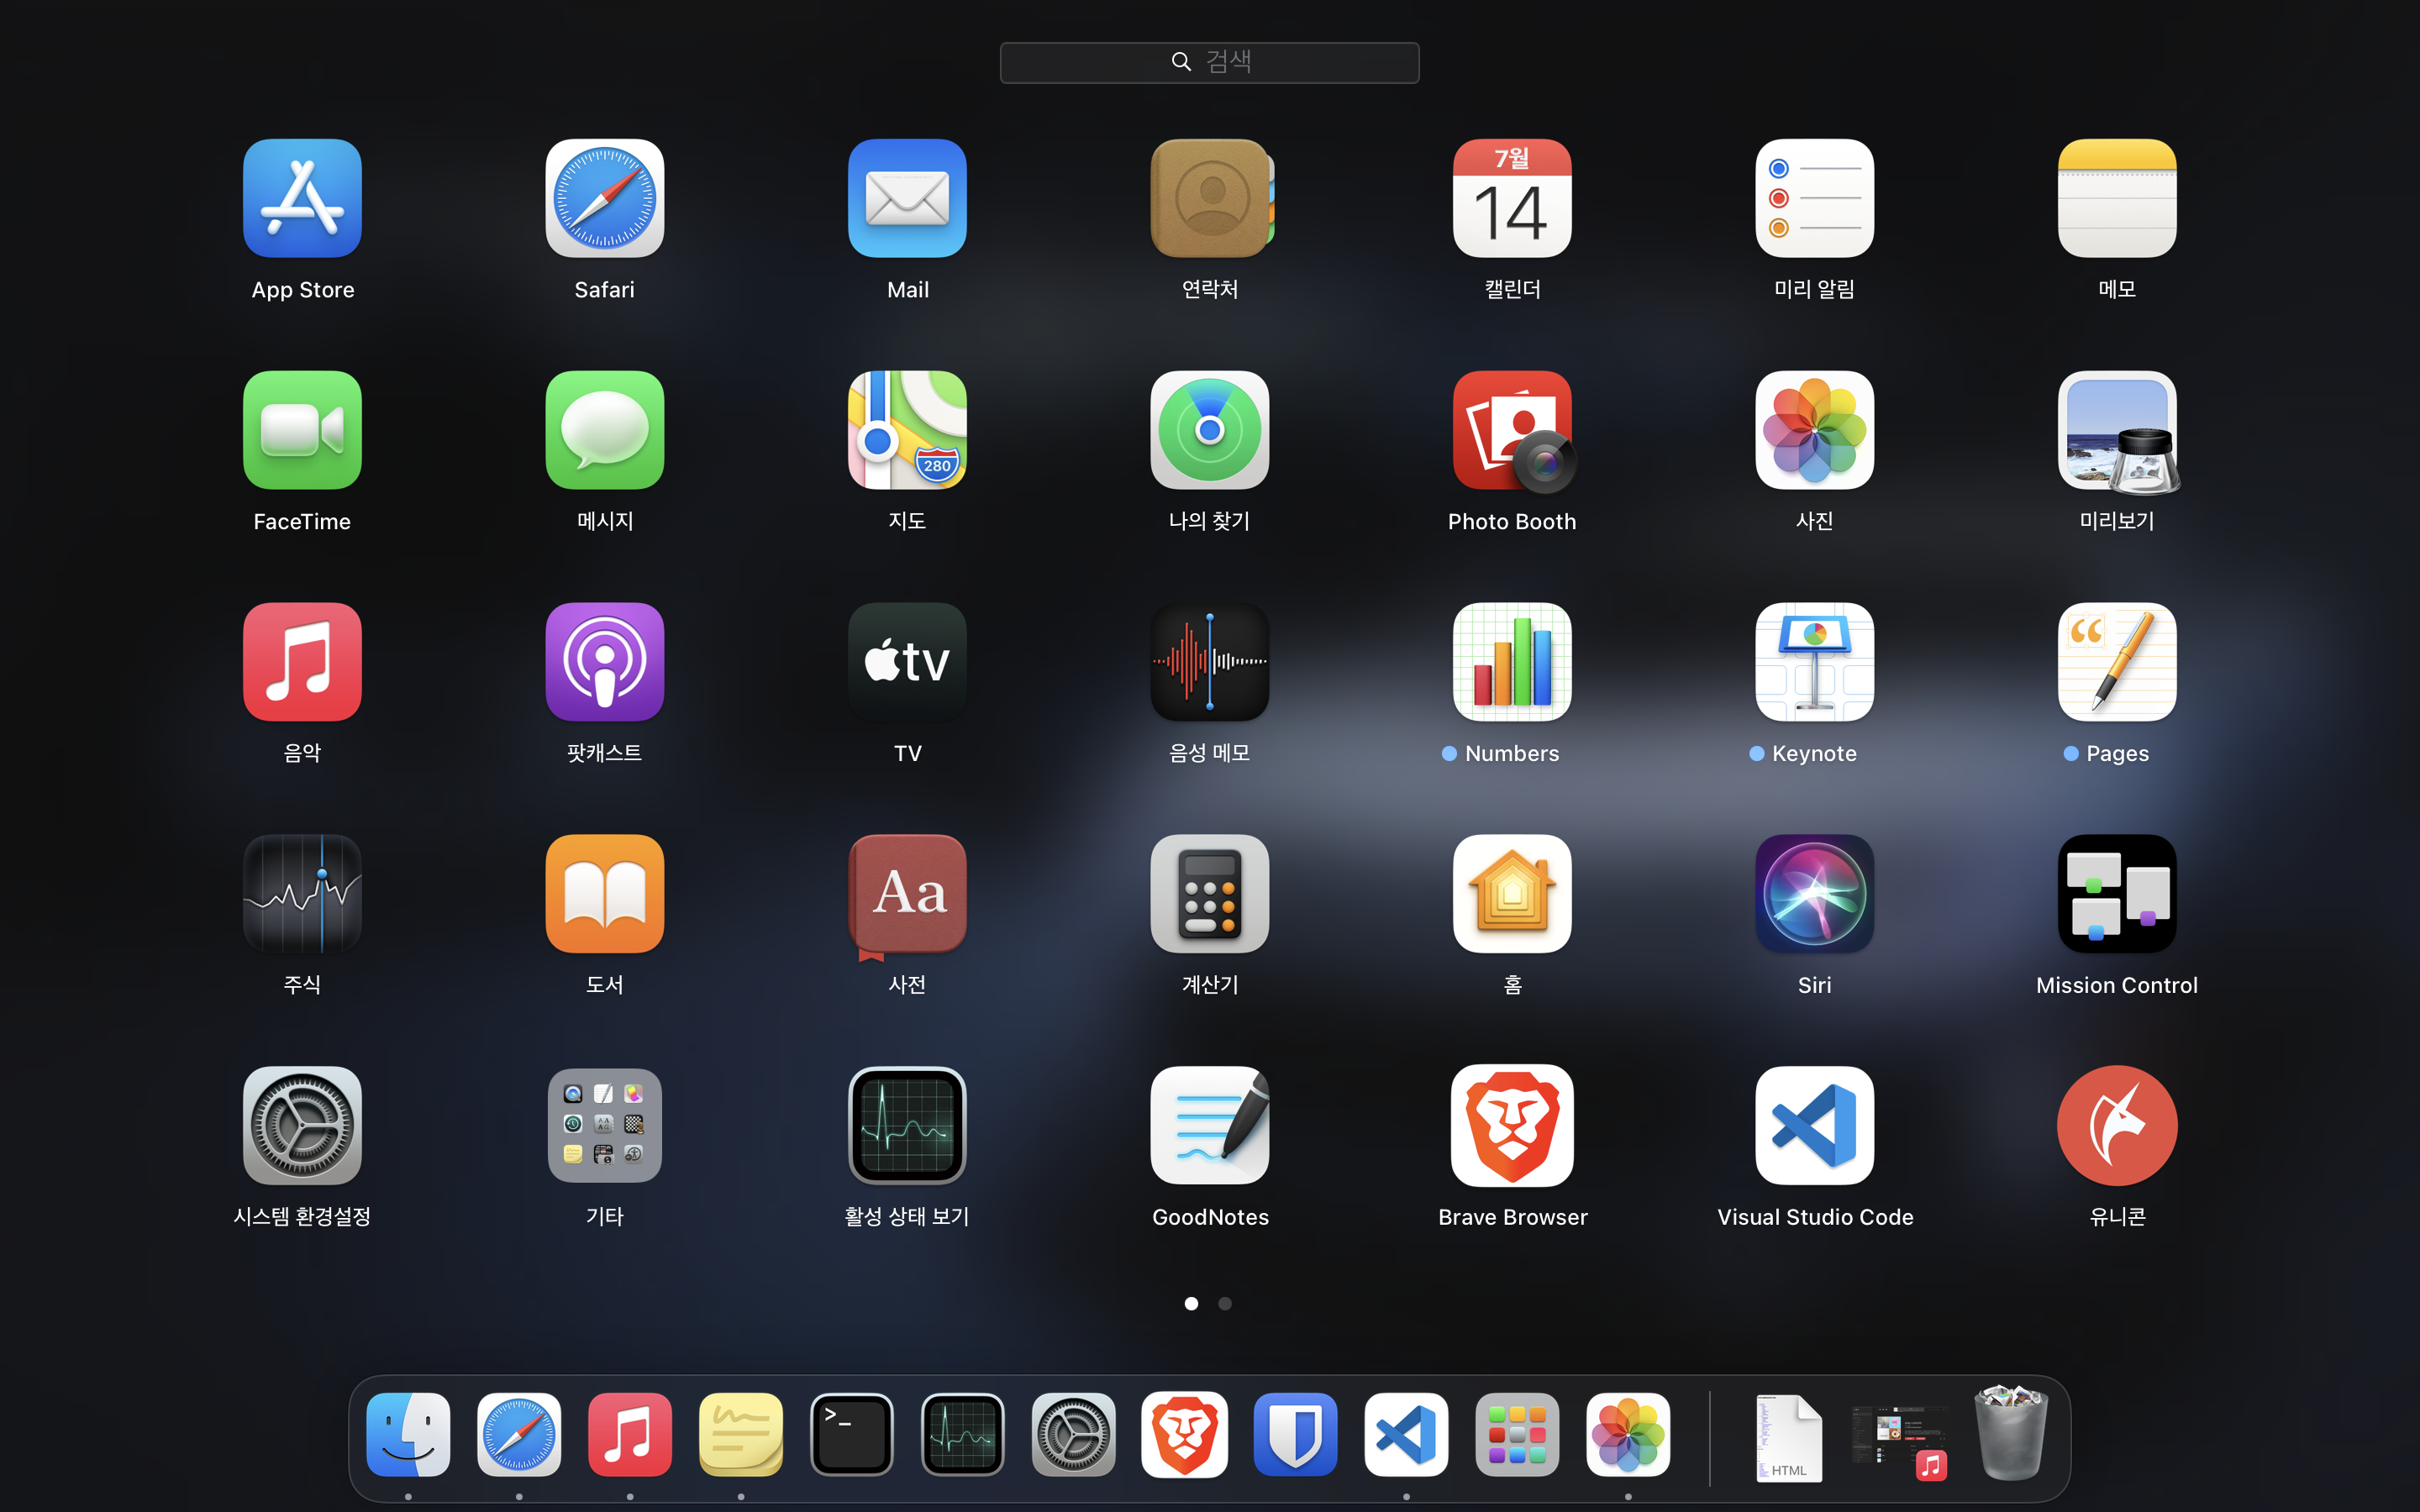 검색
7월
14
App Store
Safari
Mail
연락처
캘린더
미리 알림
메모
280
FaceTime
메시지
지도
나의 찾기
Photo Booth
사진
미리보기
tv
음악
팟캐스트
TV
음성 메모
Numbers
Keynote
Pages
Aa
주식
도서
사전
계산기
홈
Siri
Mission Control
시스템 환경설정
기타
활성 상태 보기
GoodNotes
Brave Browser
Visual Studio Code
유니콘
>_
HTML